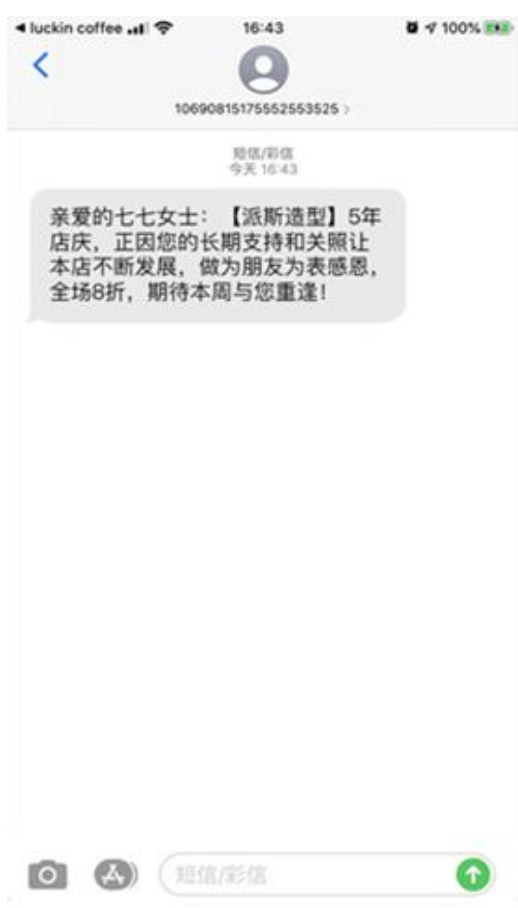 luckin coffee 16:43 100%
10690815175552553525
短信/彩信
今天 16:43
亲爱的七七女士：【派斯造型】5年
店庆，正因您的长期支持和关照让
本店不断发展，做为朋友为表感恩，
全场8折，期待本周与您重逢！
短信/彩信